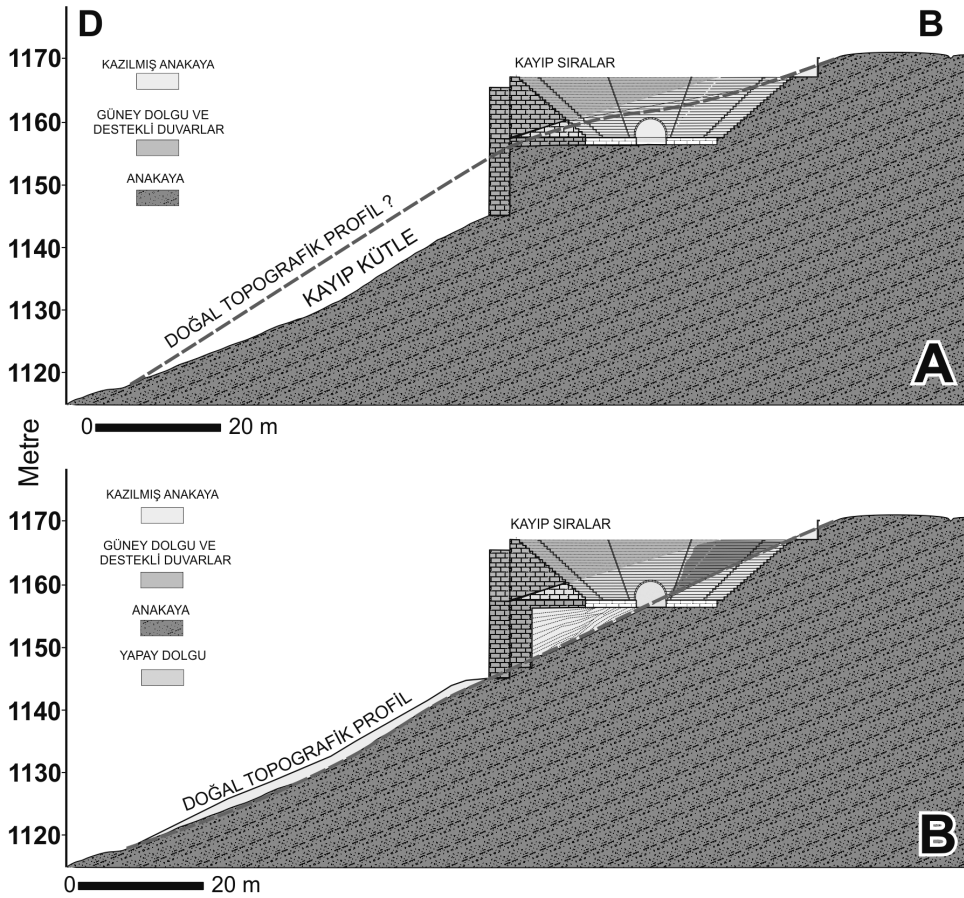 D
B
1170
1160
1150
1140
1130
1120
KAZILMIŞ ANAKAYA
GÜNEY DOLGU VE
DESTEKLİ DUVARLAR
ANAKAYA
KAYIP SIRALAR
DOĞAL TOPOGRAFİK PROFİL ?
KAYIP KÜTLE
A
0 20 m
Metre
1170
1160
1150
1140
1130
1120
KAZILMIŞ ANAKAYA
GÜNEY DOLGU VE
DESTEKLİ DUVARLAR
ANAKAYA
YAPAY DOLGU
KAYIP SIRALAR
DOĞAL TOPOGRAFİK PROFİL
B
0 20 m